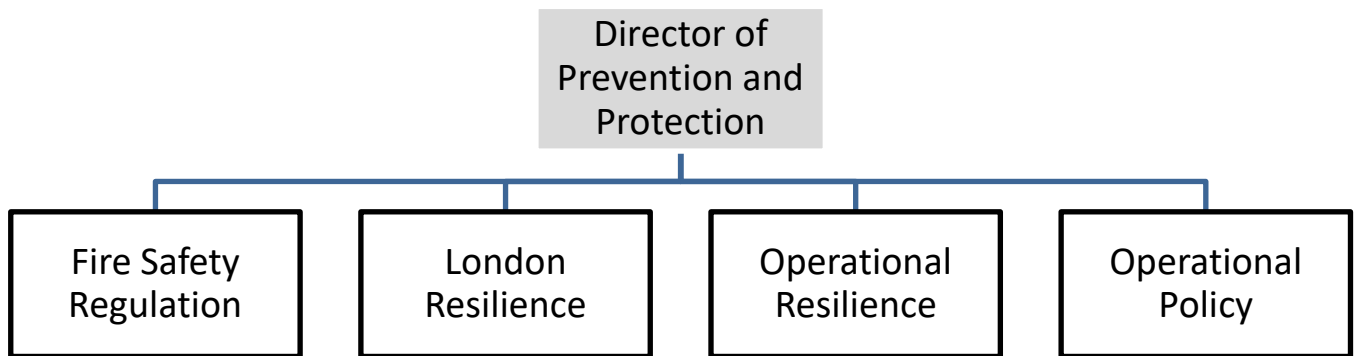 Director of
Prevention and
Protection
Fire Safety
Regulation
London
Resilience
Operational
Resilience
Operational
Policy